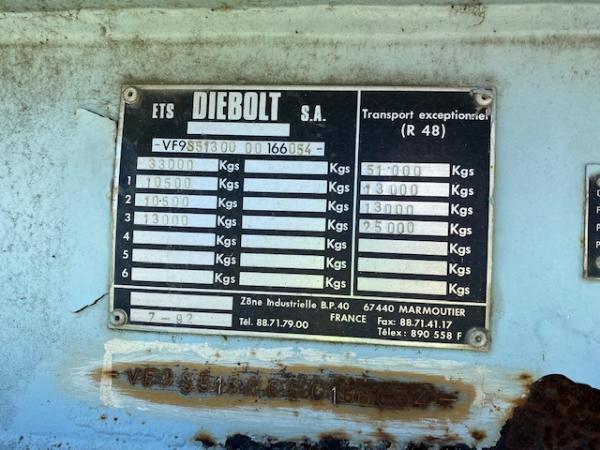 ETS DIEBOLT S.A.
-VF9S51300 00166054-
33000 Kgs Kgs
1 10500 Kgs Kgs
2 10500 Kgs Kgs
3 13000 Kgs Kgs
4 Kgs Kgs
5 Kgs Kgs
6 Kgs Kgs
Transport exceptionnel
(R 48)
51000 Kgs
13000 Kgs
13000 Kgs
25000 Kgs
Kgs
Kgs
Kgs
7-92
Zône Industrielle B.P.40 67440 MARMOUTIER
FRANCE
Tél. 88.71.79.00 Fax: 88.71.41.17
Télex: 890 558 F